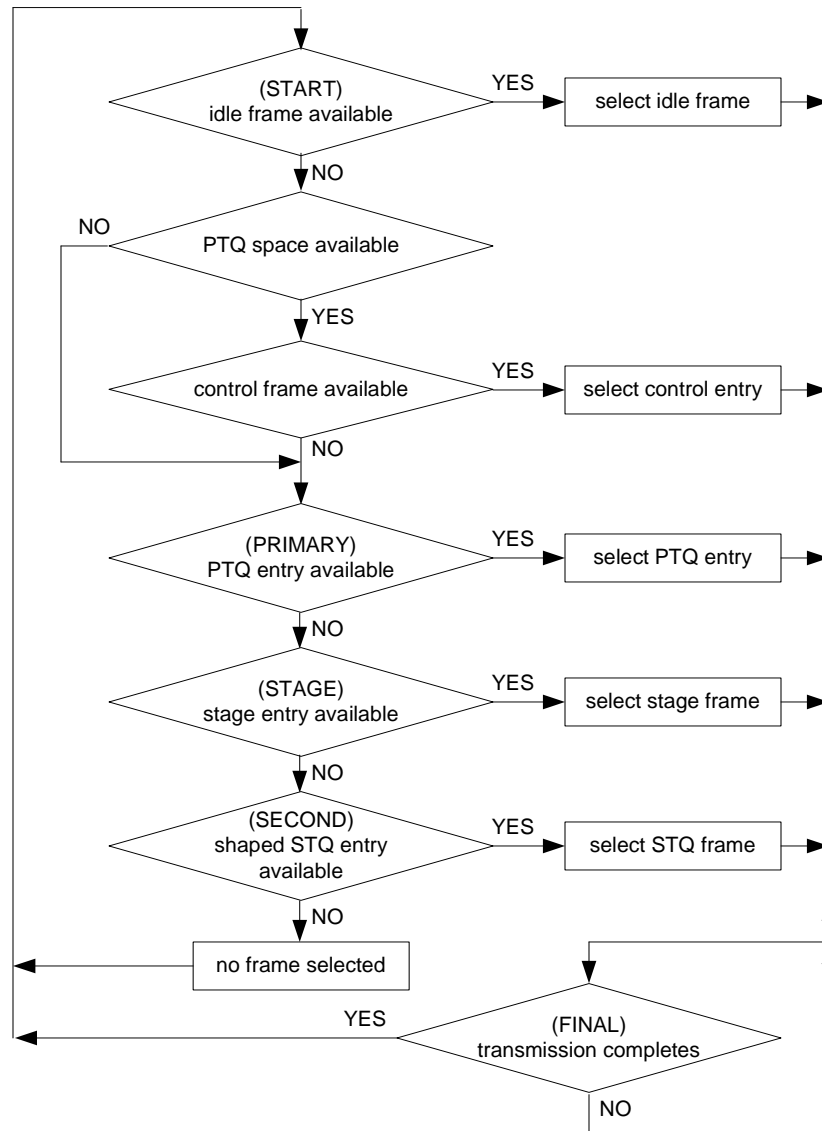 (START)
idle frame available
YES
select idle frame
NO
NO
PTQ space available
YES
control frame available
YES
select control entry
NO
(PRIMARY)
PTQ entry available
YES
select PTQ entry
NO
(STAGE)
stage entry available
YES
select stage frame
NO
(SECOND)
shaped STQ entry
available
YES
select STQ frame
NO
no frame selected
YES
(FINAL)
transmission completes
NO